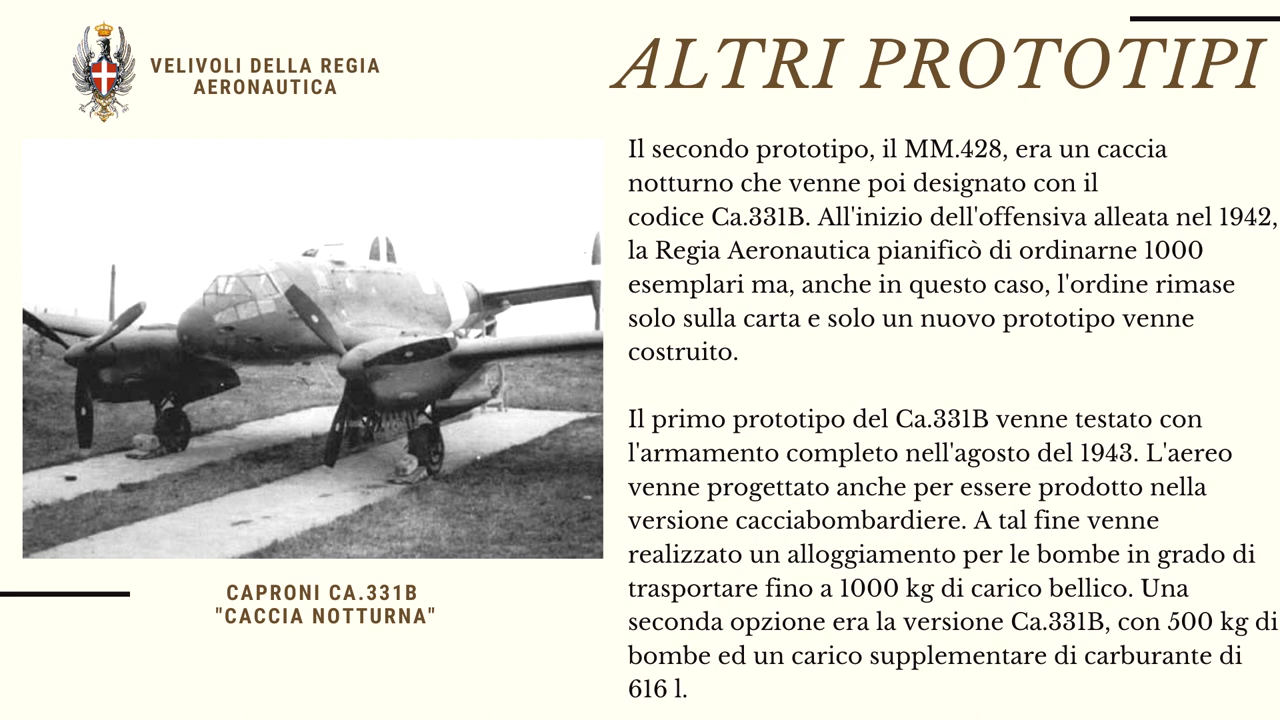 VELIVOLI DELLA REGIA
AERONAUTICA
ALTRI PROTOTIPI
Il secondo prototipo, il MM.428, era un caccia
notturno che venne poi designato con il
codice Ca.331B. All'inizio dell'offensiva alleata nel 1942,
la Regia Aeronautica pianificò di ordinarne 1000
esemplari ma, anche in questo caso, l'ordine rimase
solo sulla carta e solo un nuovo prototipo venne
costruito.
Il primo prototipo del Ca.331B venne testato con
l'armamento completo nell'agosto del 1943. L'aereo
venne progettato anche per essere prodotto nella
versione cacciabombardiere. A tal fine venne
realizzato un alloggiamento per le bombe in grado di
trasportare fino a 1000 kg di carico bellico. Una
seconda opzione era la versione Ca.331B, con 500 kg di
bombe ed un carico supplementare di carburante di
616 l.
CAPRONI CA.331B
"CACCIA NOTTURNA"